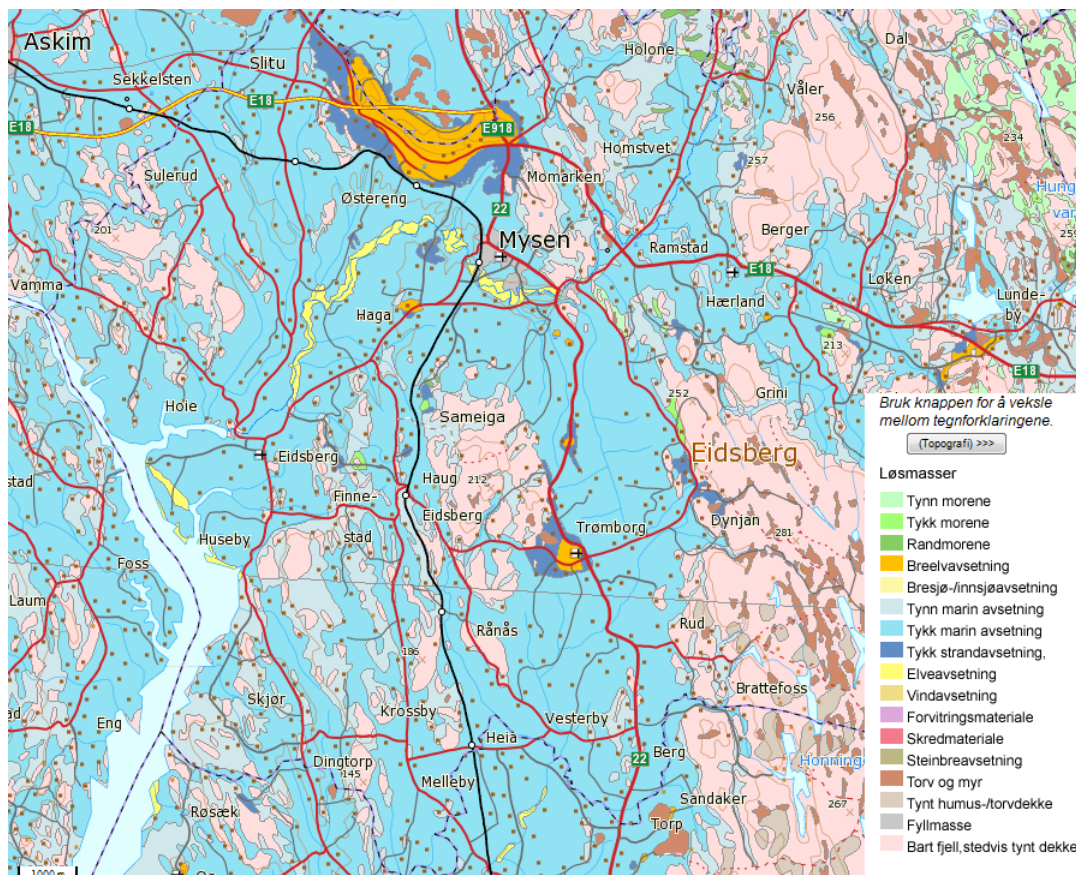 Askim
Slitu
Holone
Dal
Sekkelsten
Våler
E18
E18
256
234
E918
Homstvet
257
Sulerud
Momarken
Østereng
22
Mysen
201
Berger
Ramstad
259
E18
Vamma
Hærland
Løken
Lunde-
by
Haga
213
E18
252
Grini
Hoie
Sameiga
Eidsberg
Eidsberg
Haug
212
Finne-
stad
Eidsberg
Trømborg
Dynjan
281
Huseby
Foss
Laum
Rånås
Rud
186
Skjør
Brattefoss
Krossby
Vesterby
Eng
Heia
Berg
22
Dingtorp
145
Melleby
Sandaker
267
Røsæk
Torp
1000 m
Bruk knappen for å veksle
mellom tegnforklaringene.
(Topografi) >>>
Løsmasser
Tynn morene
Tykk morene
Randmorene
Breelvavsetning
Bresjø-/innsjøavsetning
Tynn marin avsetning
Tykk marin avsetning
Tykk strandavsetning,
Elveavsetning
Vindavsetning
Forvitringsmateriale
Skredmateriale
Steinbreavsetning
Torv og myr
Tynt humus-/torvdekke
Fyllmasse
Bart fjell,stedvis tynt dekke